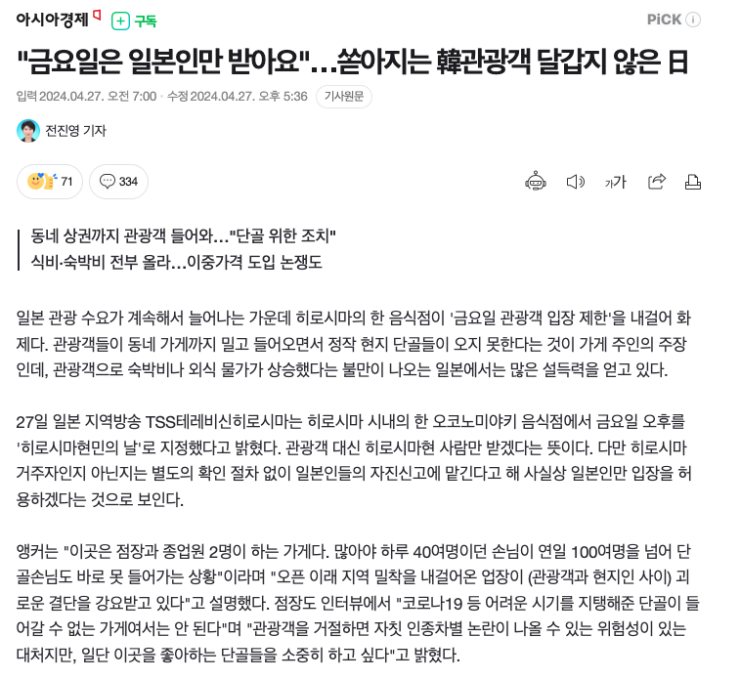 아시아경제 구독
PiCK
"금요일은 일본인만 받아요"…쏟아지는 韓관광객 달갑지 않은 日
입력2024.04.27. 오전 7:00 · 수정2024.04.27. 오후 5:36 기사원문
전진영 기자
71 334
가가
동네 상권까지 관광객 들어와…"단골 위한 조치"
식비·숙박비 전부 올라…이중가격 도입 논쟁도
일본 관광 수요가 계속해서 늘어나는 가운데 히로시마의 한 음식점이 '금요일 관광객 입장 제한'을 내걸어 화
제다. 관광객들이 동네 가게까지 밀고 들어오면서 정작 현지 단골들이 오지 못한다는 것이 가게 주인의 주장
인데, 관광객으로 숙박비나 외식 물가가 상승했다는 불만이 나오는 일본에서는 많은 설득력을 얻고 있다.
27일 일본 지역방송 TSS테레비신히로시마는 히로시마 시내의 한 오코노미야키 음식점에서 금요일 오후를
'히로시마현민의 날'로 지정했다고 밝혔다. 관광객 대신 히로시마현 사람만 받겠다는 뜻이다. 다만 히로시마
거주자인지 아닌지는 별도의 확인 절차 없이 일본인들의 자진신고에 맡긴다고 해 사실상 일본인만 입장을 허
용하겠다는 것으로 보인다.
앵커는 "이곳은 점장과 종업원 2명이 하는 가게다. 많아야 하루 40여명이던 손님이 연일 100여명을 넘어 단
골손님도 바로 못 들어가는 상황"이라며 "오픈 이래 지역 밀착을 내걸어온 업장이 (관광객과 현지인 사이) 괴
로운 결단을 강요받고 있다"고 설명했다. 점장도 인터뷰에서 "코로나19 등 어려운 시기를 지탱해준 단골이 들
어갈 수 없는 가게여서는 안 된다"며 "관광객을 거절하면 자칫 인종차별 논란이 나올 수 있는 위험성이 있는
대처지만, 일단 이곳을 좋아하는 단골들을 소중히 하고 싶다"고 밝혔다.